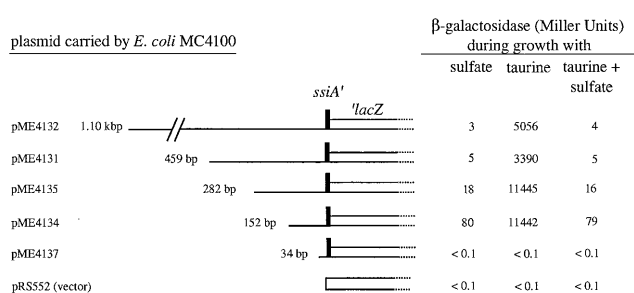 plasmid carried by E. coli MC4100
β-galactosidase (Miller Units)
during growth with
sulfate taurine taurine +
sulfate
ssiA'
'lacZ
pME4132 1.10 kbp 3 5056 4
pME4131 459 bp 5 3390 5
pME4135 282 bp 18 11445 16
pME4134 152 bp 80 11442 79
pME4137 34 bp < 0.1 < 0.1 < 0.1
pRS552 (vector) < 0.1 < 0.1 < 0.1